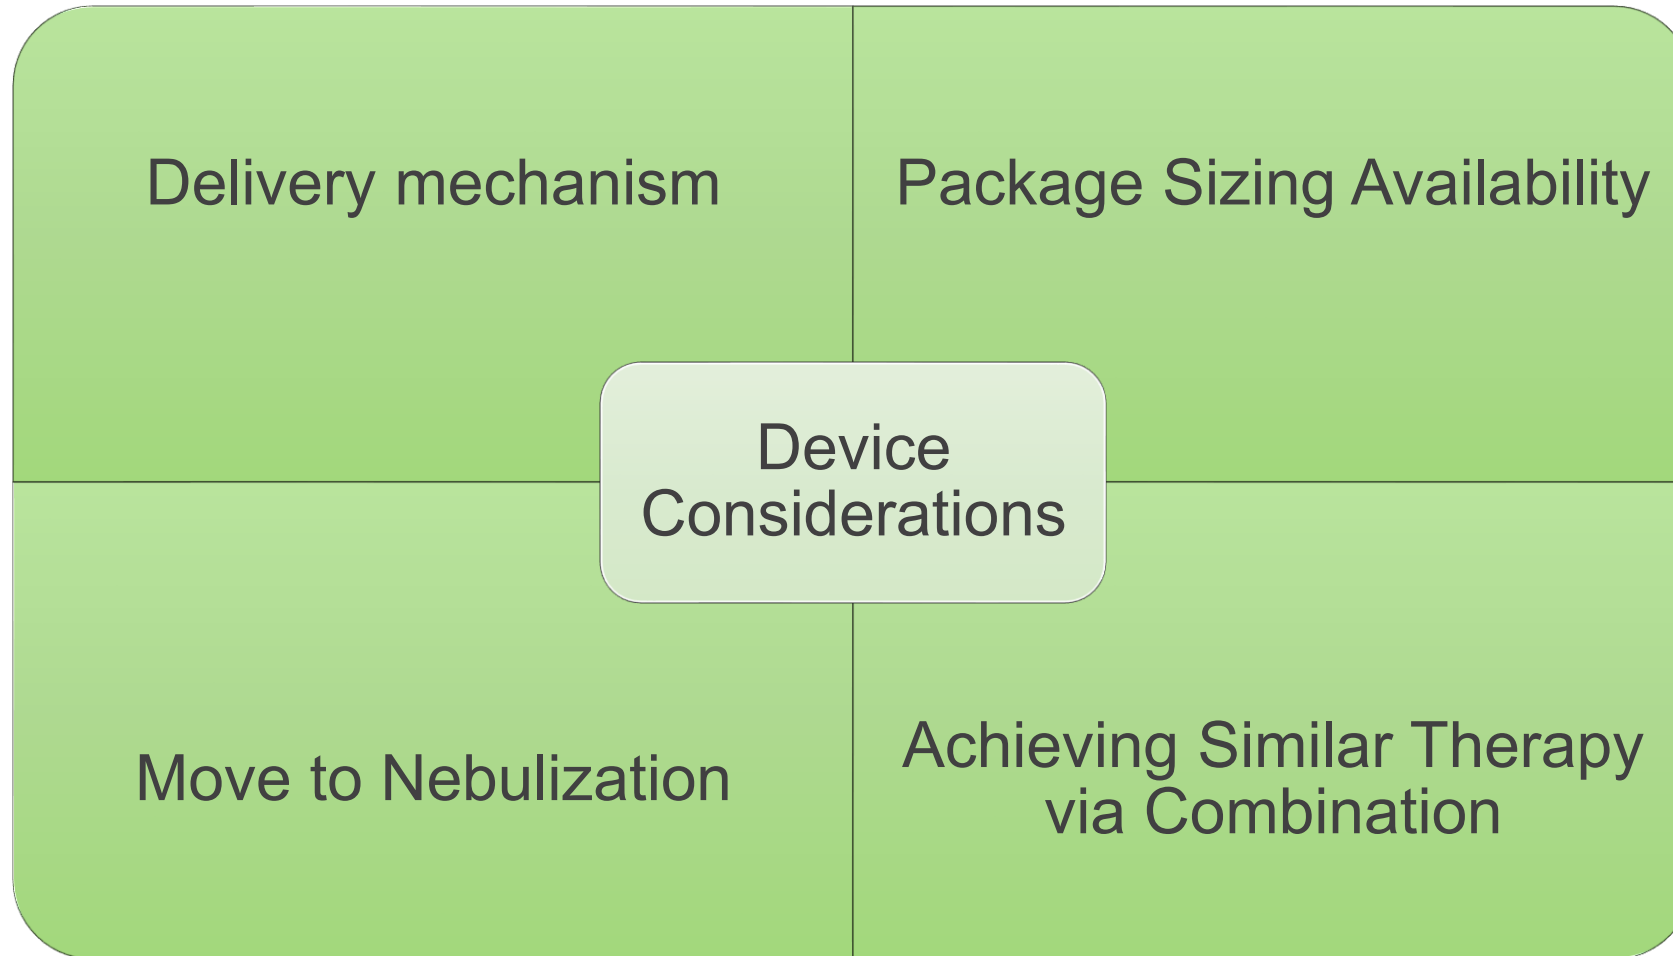 Delivery mechanism
Package Sizing Availability
Device
Considerations
Move to Nebulization
Achieving Similar Therapy
via Combination